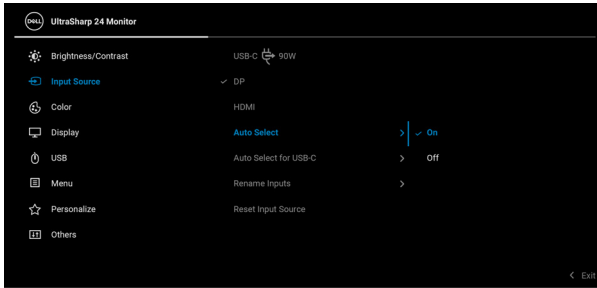 DELL UltraSharp 24 Monitor
Brightness/Contrast USB-C 90W
Input Source DP
Color HDMI
Display Auto Select On
USB Auto Select for USB-C Off
Menu Rename Inputs
Personalize Reset Input Source
Others
Exit